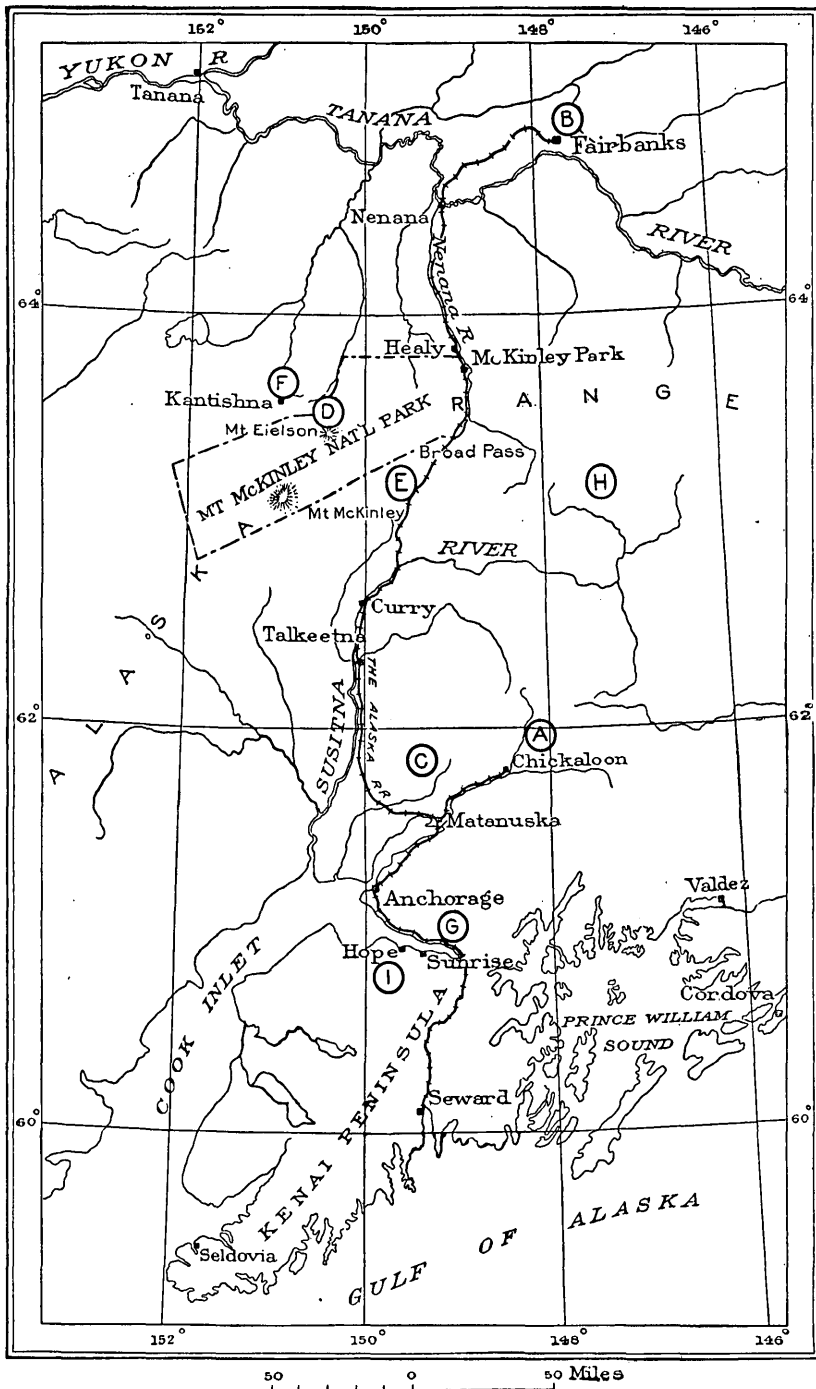 152° 150° 148° 146°
YUKON R
Tanana
TANANA
B
Fairbanks
Nenana
RIVER
Nenana R
64° 64°
Healy
McKinley Park
F
Kantishna
D
Mt Eielson
MT McKINLEY NAT'L PARK
Broad Pass
E
H
Mt McKinley
ALASKA RANGE
RIVER
Curry
Talkeetna
THE ALASKA RR
SUSITNA
62° 62°
A
C
Chickaloon
Matanuska
Valdez
Anchorage
G
Hope
Sunrise
I
Cordova
COOK INLET
PRINCE WILLIAM
SOUND
KENAI PENINSULA
Seward
60° 60°
Seldovia
GULF OF ALASKA
152° 150° 148° 146°
50 0 50 Miles